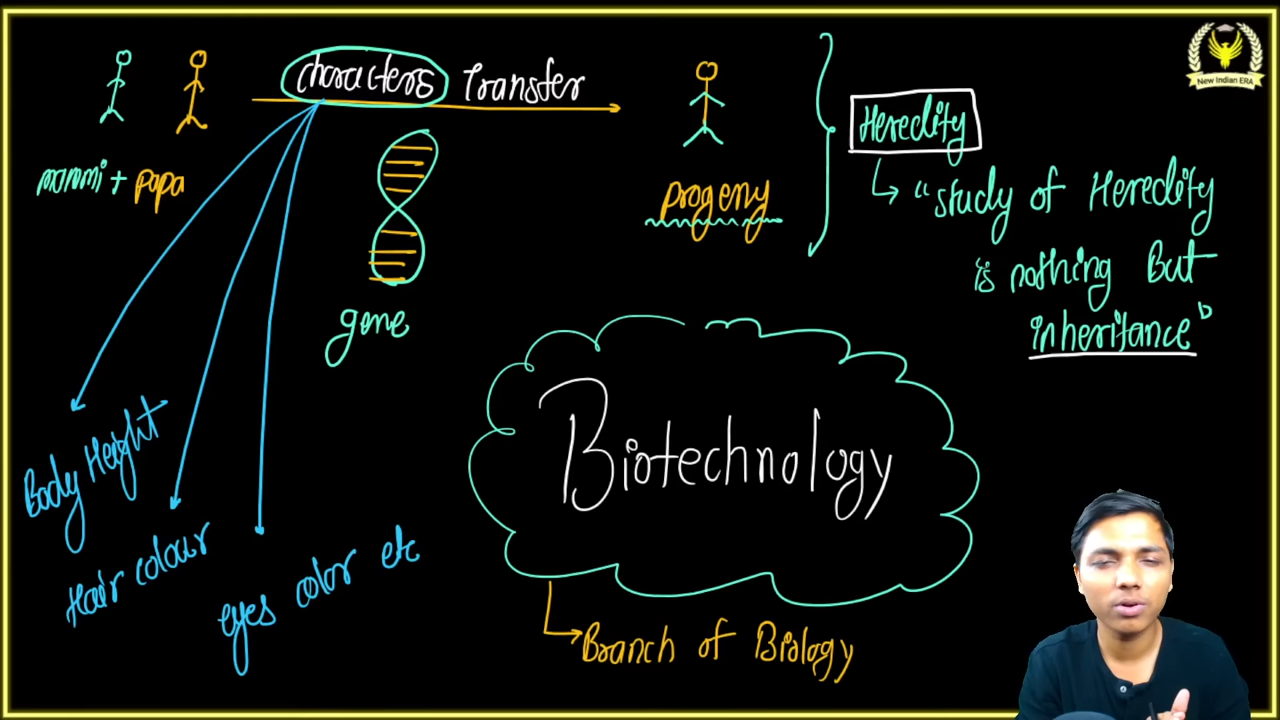 characters Transfer
mammi + papa
gene
progeny
Heredity
"study of Heredity
is nothing But
inheritance"
New Indian ERA
Body Height
Hair colour
eyes color etc
Biotechnology
Branch of Biology